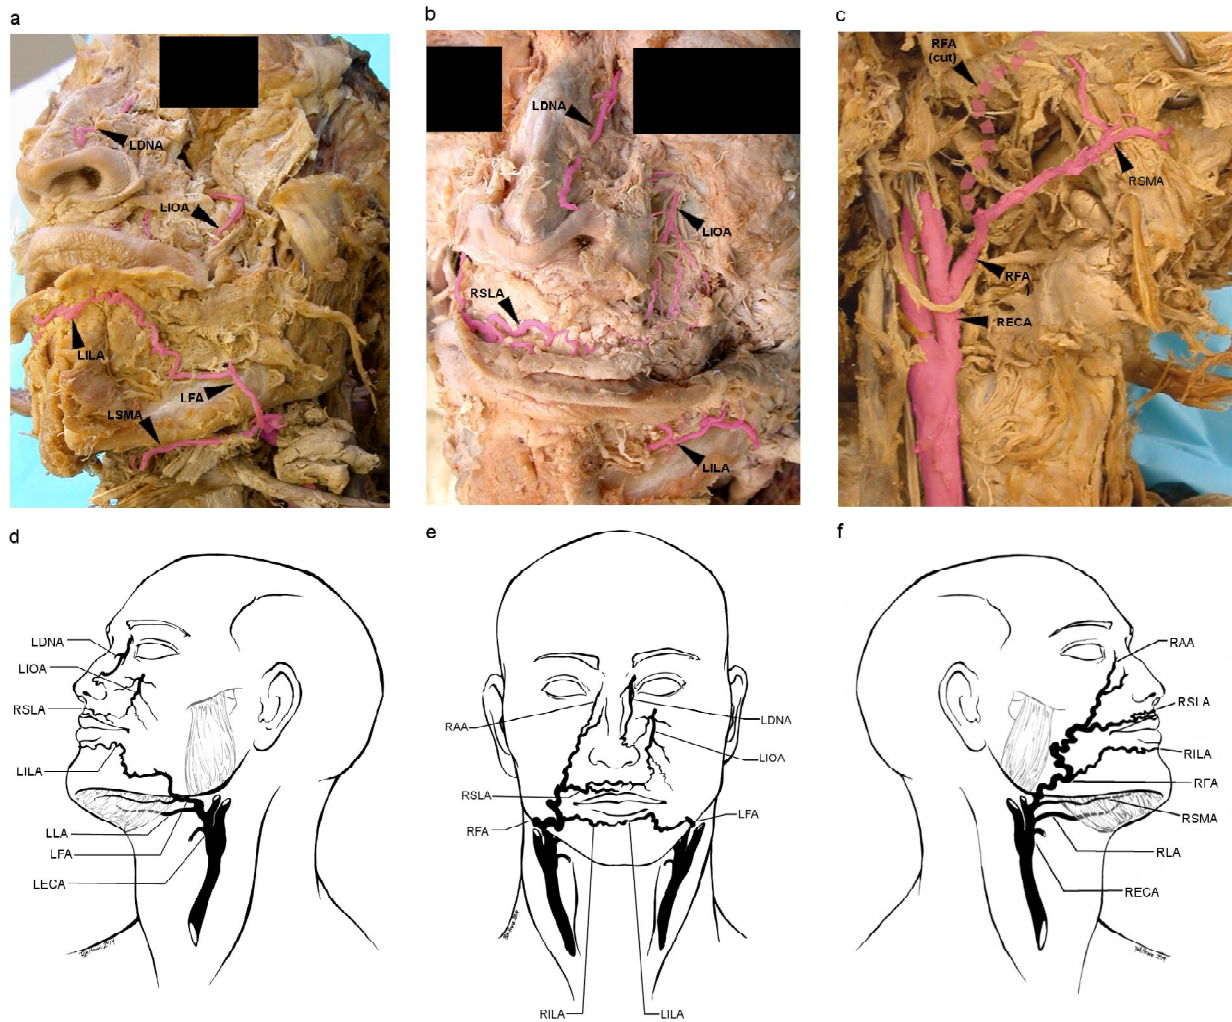 a
LDNA
LIOA
LILA
LFA
LSMA
b
LDNA
LIOA
RSLA
LILA
c
RFA
(cut)
RSMA
RFA
)
RECA
d
LDNA
LIOA
RSLA
LILA
LLA
LFA
LECA
e
RAA
LDNA
LIOA
RSLA
RFA
LFA
RILA
LILA
f
RAA
RSLA
RILA
RFA
RSMA
RLA
RECA